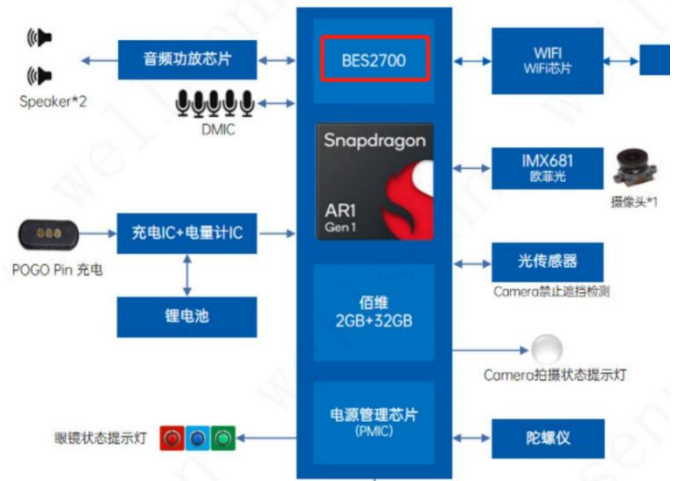 音频功放芯片
BES2700
WIFI
WiFi芯片
Speaker*2
DMIC
Snapdragon
AR1
Gen 1
IMX681
欧菲光
摄像头*1
POGO Pin 充电
充电IC+电量计IC
光传感器
Camera禁止遮挡检测
锂电池
佰维
2GB+32GB
Camera拍摄状态提示灯
电源管理芯片
(PMIC)
眼镜状态提示灯
陀螺仪